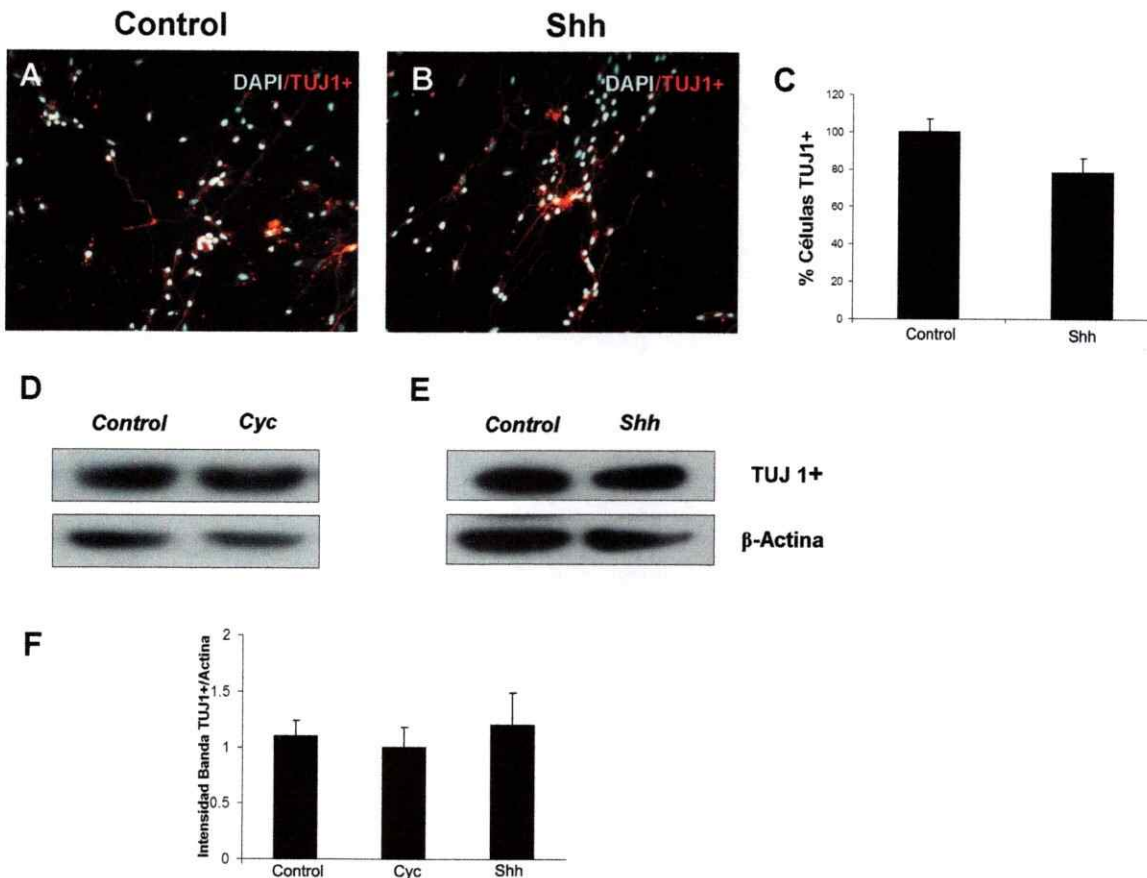 Control
Shh
A
DAPI/TUJ1+
B
DAPI/TUJ1+
C
% Células TUJ1+
120
100
80
60
40
20
0
Control
Shh
D
Control
Cyc
E
Control
Shh
TUJ 1+
β-Actina
F
Intensidad Banda TUJ1+/Actina
2
1.5
1
0.5
0
Control
Cyc
Shh